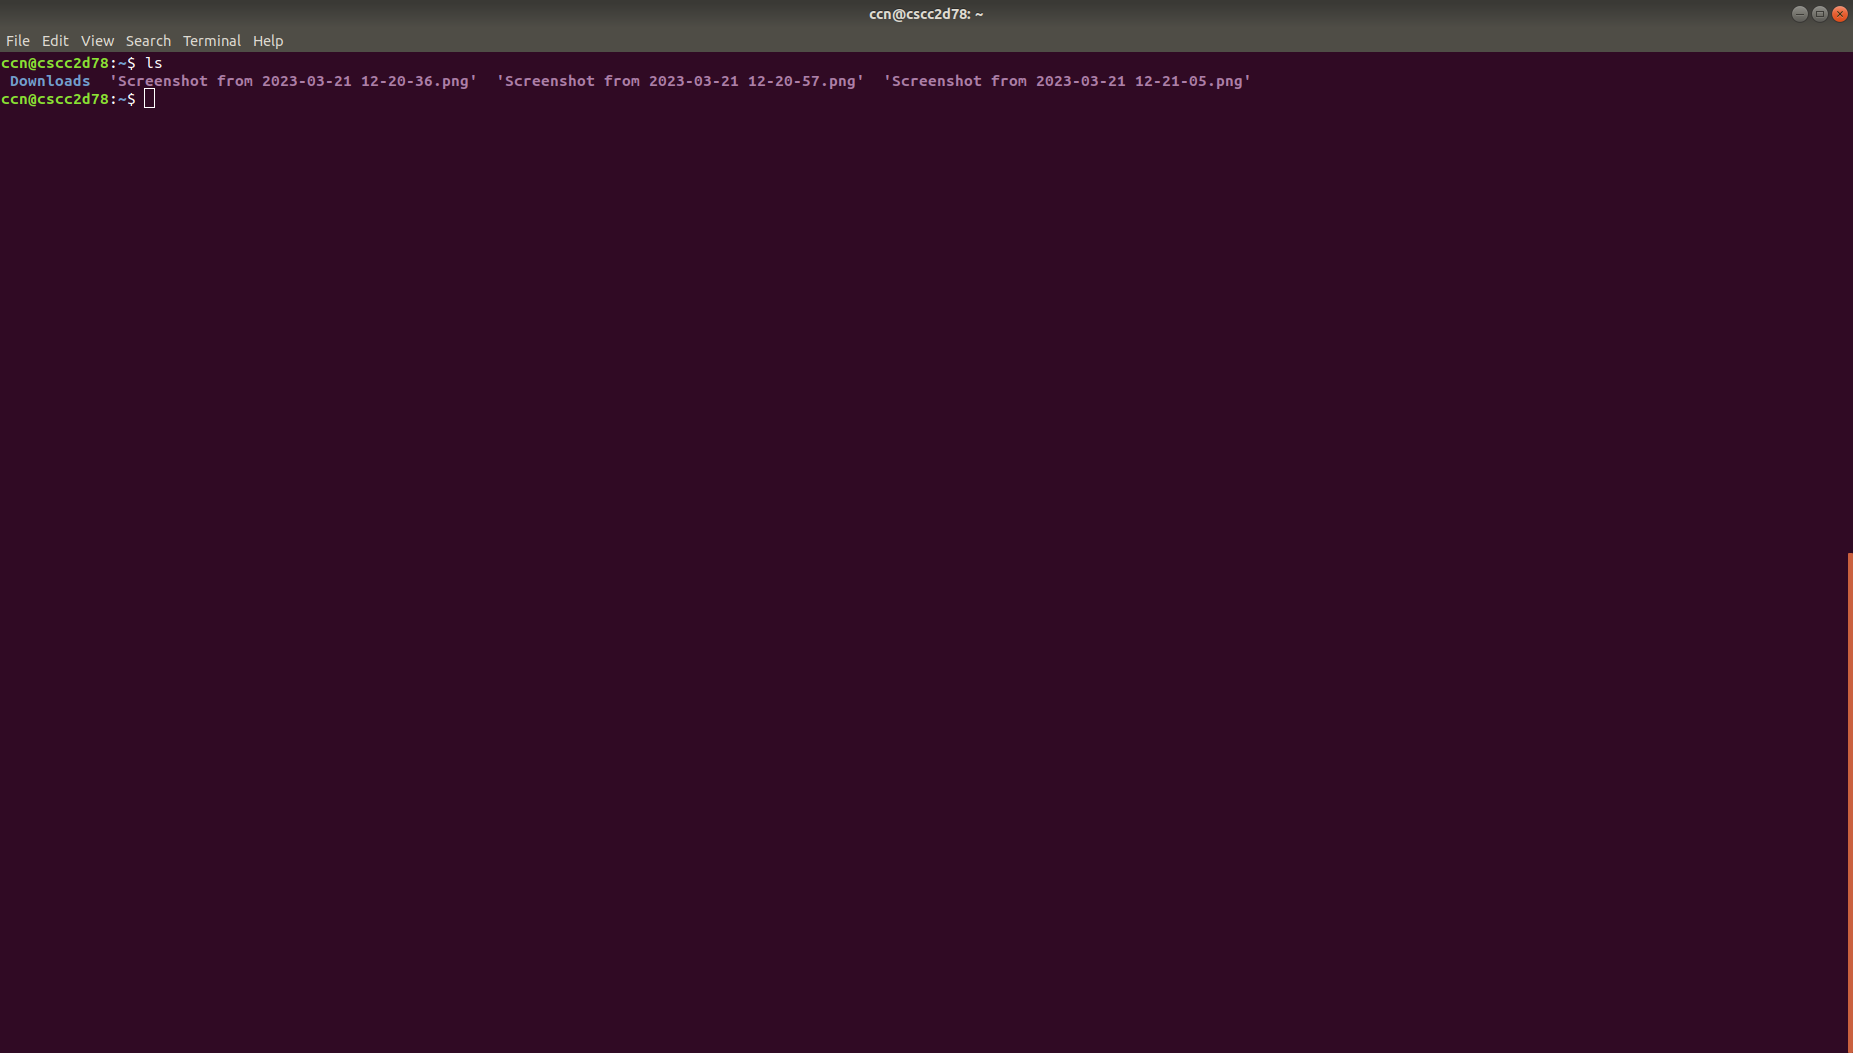 ccn@cscc2d78: ~
File Edit View Search Terminal Help
ccn@cscc2d78:~$ ls
Downloads 'Screenshot from 2023-03-21 12-20-36.png' 'Screenshot from 2023-03-21 12-20-57.png' 'Screenshot from 2023-03-21 12-21-05.png'
ccn@cscc2d78:~$